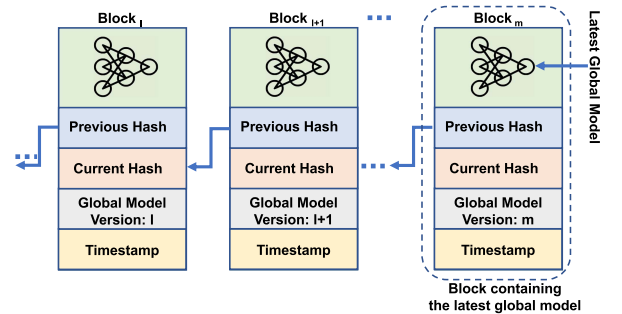 Block l
Previous Hash
Current Hash
Global Model
Version: l
Timestamp
Block l+1
Previous Hash
Current Hash
Global Model
Version: l+1
Timestamp
Block m
Previous Hash
Current Hash
Global Model
Version: m
Timestamp
Latest Global Model
Block containing
the latest global model